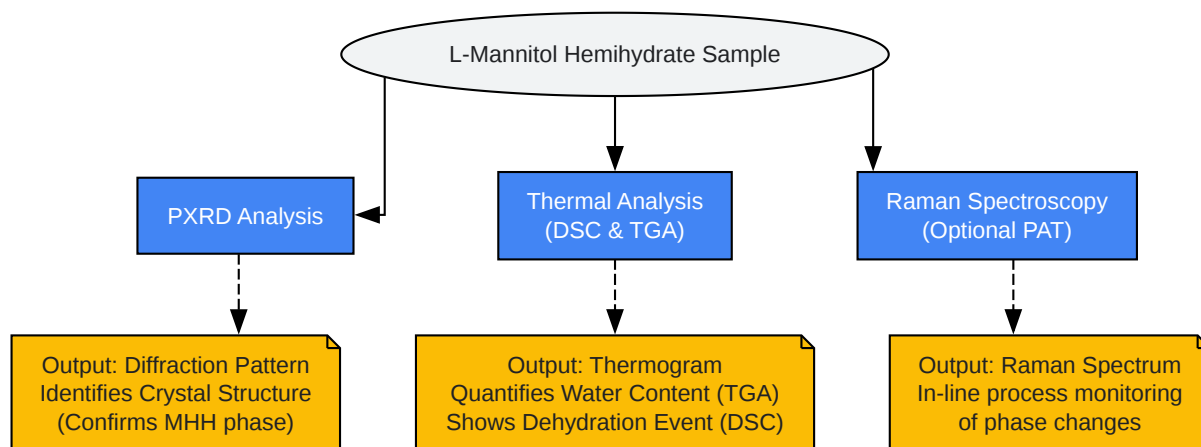 L-Mannitol Hemihydrate Sample
PXRD Analysis
Thermal Analysis
(DSC & TGA)
Raman Spectroscopy
(Optional PAT)
Output: Diffraction Pattern
Identifies Crystal Structure
(Confirms MHH phase)
Output: Thermogram
Quantifies Water Content (TGA)
Shows Dehydration Event (DSC)
Output: Raman Spectrum
In-line process monitoring
of phase changes